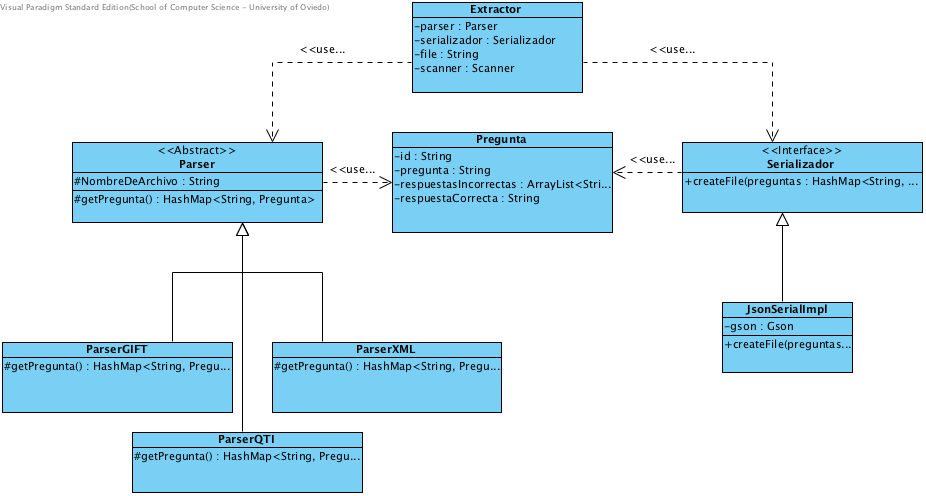 Visual Paradigm Standard Edition(School of Computer Science - University of Oviedo)
Extractor
-parser : Parser
-serializador : Serializador
-file : String
-scanner : Scanner
<<use...
<<use...
<<Abstract>>
Parser
#NombreDeArchivo : String
#getPregunta() : HashMap<String, Pregunta>
<<use...
Pregunta
-id : String
-pregunta : String
-respuestasIncorrectas : ArrayList<Stri...
-respuestaCorrecta : String
<<use...
<<Interface>>
Serializador
+createFile(preguntas : HashMap<String, ...
JsonSerialImpl
-gson : Gson
+createFile(preguntas...
ParserGIFT
#getPregunta() : HashMap<String, Pregu...
ParserXML
#getPregunta() : HashMap<String, Pregu...
ParserQTI
#getPregunta() : HashMap<String, Pregu...